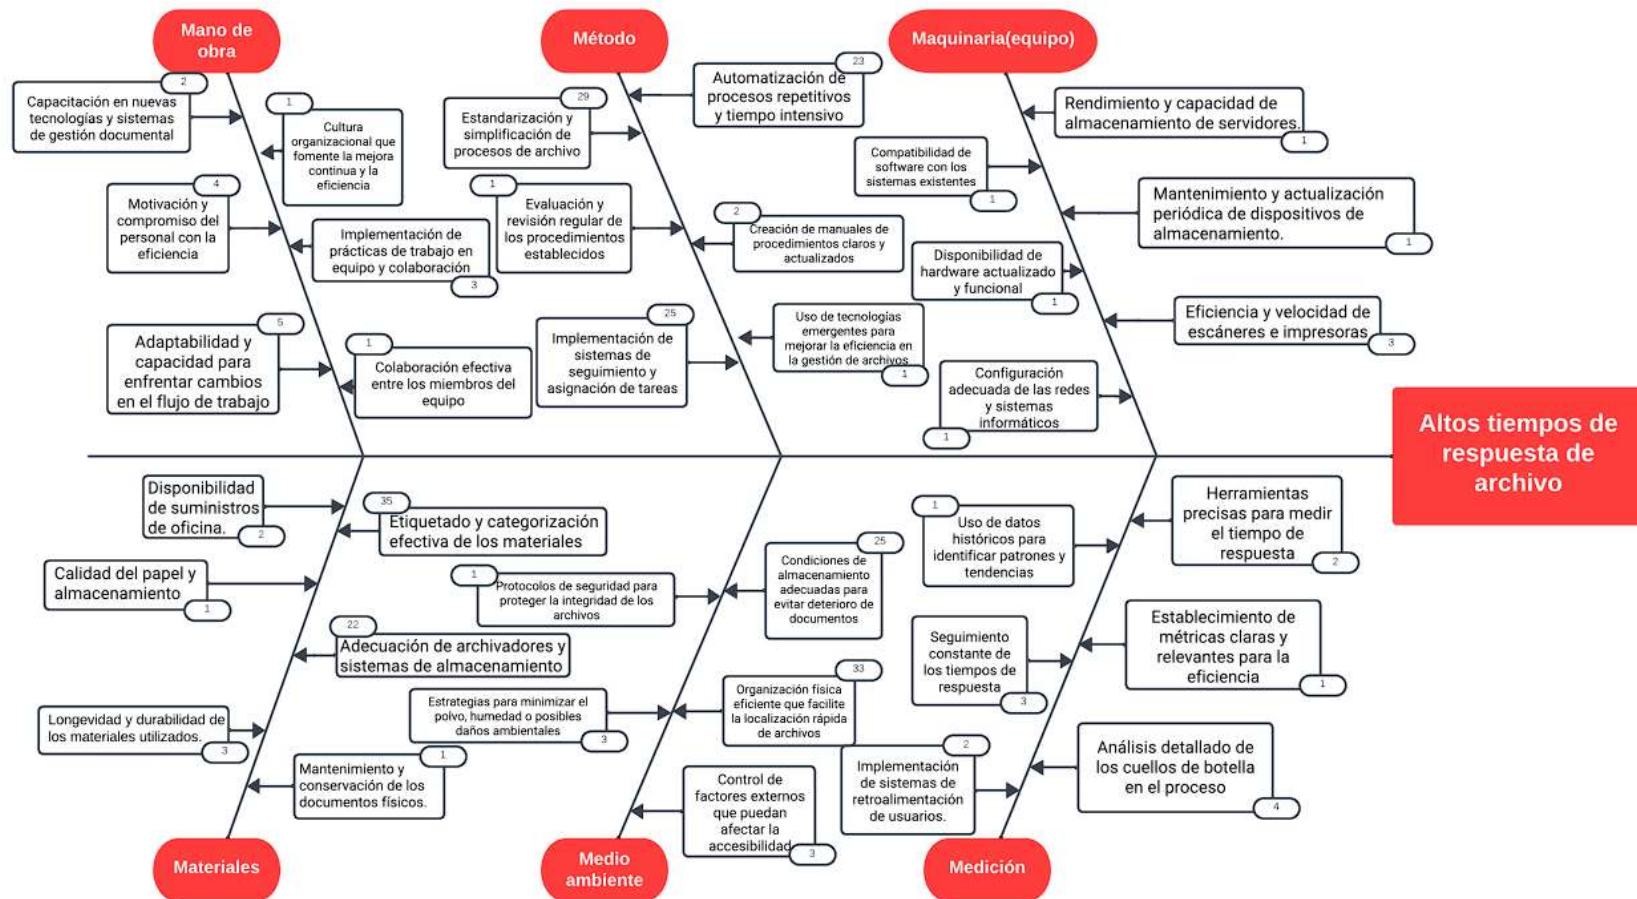 Mano de
obra
2
Capacitación en nuevas
tecnologías y sistemas
de gestión documental
1
Cultura
organizacional que
fomente la mejora
continua y la
eficiencia
4
Motivación y
compromiso del
personal con la
eficiencia
Implementación de
prácticas de trabajo en
equipo y colaboración
3
5
Adaptabilidad y
capacidad para
enfrentar cambios
en el flujo de trabajo
1
Colaboración efectiva
entre los miembros del
equipo
Método
23
Automatización de
procesos repetitivos
y tiempo intensivo
29
Estandarización y
simplificación de
procesos de archivo
1
Evaluación y
revisión regular de
los procedimientos
establecidos
2
Creación de manuales de
procedimientos claros y
actualizados
25
Implementación de
sistemas de
seguimiento y
asignación de tareas
Uso de tecnologías
emergentes para
mejorar la eficiencia en
la gestión de archivos
1
Maquinaria(equipo)
Rendimiento y capacidad de
almacenamiento de servidores.
1
Compatibilidad de
software con los
sistemas existentes
1
Mantenimiento y actualización
periódica de dispositivos de
almacenamiento.
1
Disponibilidad de
hardware actualizado
y funcional
1
Eficiencia y velocidad de
escáneres e impresoras
3
Configuración
adecuada de las redes
y sistemas
informáticos
1
Altos tiempos de
respuesta de
archivo
Disponibilidad
de suministros
de oficina.
2
35
Etiquetado y categorización
efectiva de los materiales
Calidad del papel y
almacenamiento
1
22
Adecuación de archivadores y
sistemas de almacenamiento
Longevidad y durabilidad de
los materiales utilizados.
3
1
Mantenimiento y
conservación de los
documentos físicos.
Materiales
25
Condiciones de
almacenamiento
adecuadas para
evitar deterioro de
documentos
1
Protocolos de seguridad para
proteger la integridad de los
archivos
33
Organización física
eficiente que facilite
la localización rápida
de archivos
Estrategias para minimizar el
polvo, humedad o posibles
daños ambientales
3
Control de
factores externos
que puedan
afectar la
accesibilidad
3
Medio
ambiente
Herramientas
precisas para medir
el tiempo de
respuesta
2
1
Uso de datos
históricos para
identificar patrones y
tendencias
Establecimiento de
métricas claras y
relevantes para la
eficiencia
1
Seguimiento
constante de
los tiempos de
respuesta
3
Análisis detallado de
los cuellos de botella
en el proceso
4
2
Implementación
de sistemas de
retroalimentación
de usuarios.
Medición